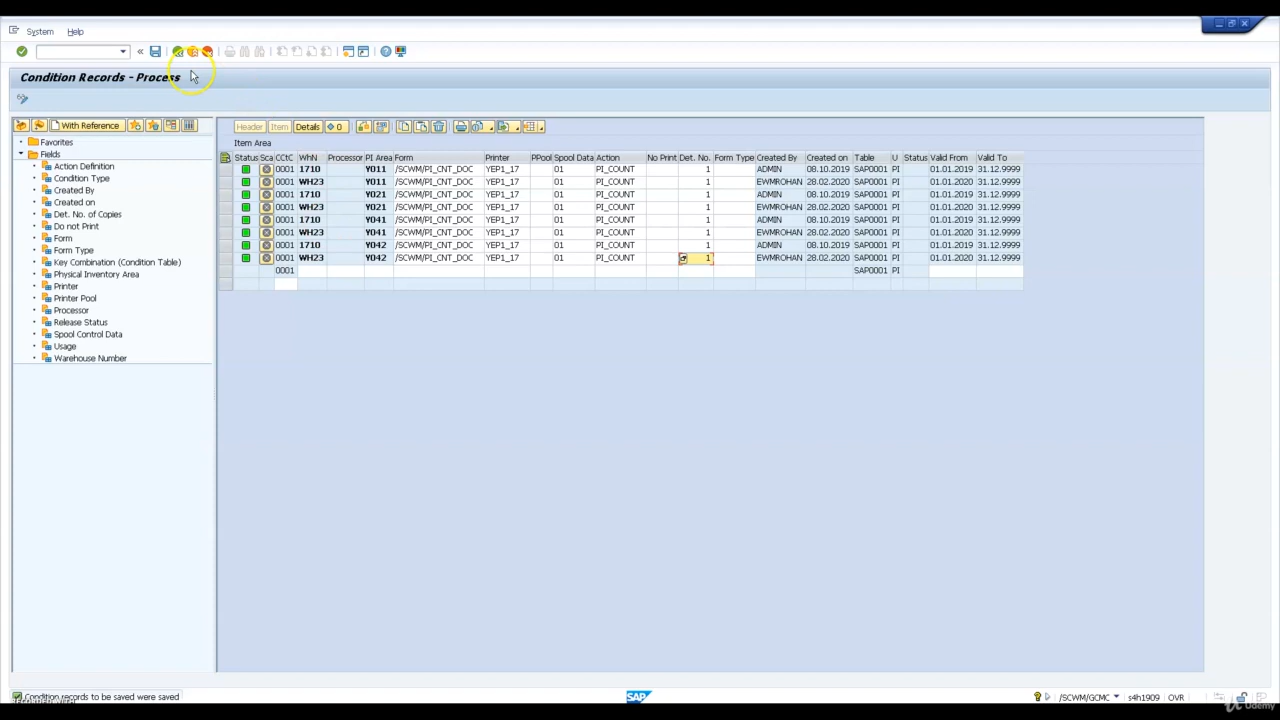 System Help
Condition Records - Process
With Reference
Favorites
Fields
Action Definition
Condition Type
Created By
Created on
Det. No. of Copies
Do not Print
Form
Form Type
Key Combination (Condition Table)
Physical Inventory Area
Printer
Printer Pool
Processor
Release Status
Spool Control Data
Usage
Warehouse Number
Header Item Details 0
Item Area
Status Sca CCtC WhN Processor PI Area Form Printer PPool Spool Data Action No Print Det. No. Form Type Created By Created on Table U Status Valid From Valid To
0001 1710 Y011 /SCWM/PI_CNT_DOC YEP1_17 01 PI_COUNT 1 ADMIN 08.10.2019 SAP0001 PI 01.01.2019 31.12.9999
0001 WH23 Y011 /SCWM/PI_CNT_DOC YEP1_17 01 PI_COUNT 1 EWMROHAN 28.02.2020 SAP0001 PI 01.01.2020 31.12.9999
0001 1710 Y021 /SCWM/PI_CNT_DOC YEP1_17 01 PI_COUNT 1 ADMIN 08.10.2019 SAP0001 PI 01.01.2019 31.12.9999
0001 WH23 Y021 /SCWM/PI_CNT_DOC YEP1_17 01 PI_COUNT 1 EWMROHAN 28.02.2020 SAP0001 PI 01.01.2020 31.12.9999
0001 1710 Y041 /SCWM/PI_CNT_DOC YEP1_17 01 PI_COUNT 1 ADMIN 08.10.2019 SAP0001 PI 01.01.2019 31.12.9999
0001 WH23 Y041 /SCWM/PI_CNT_DOC YEP1_17 01 PI_COUNT 1 EWMROHAN 28.02.2020 SAP0001 PI 01.01.2020 31.12.9999
0001 1710 Y042 /SCWM/PI_CNT_DOC YEP1_17 01 PI_COUNT 1 ADMIN 08.10.2019 SAP0001 PI 01.01.2019 31.12.9999
0001 WH23 Y042 /SCWM/PI_CNT_DOC YEP1_17 01 PI_COUNT 1 EWMROHAN 28.02.2020 SAP0001 PI 01.01.2020 31.12.9999
0001 SAP0001 PI
Condition records to be saved were saved
SAP
/SCWM/GCMC s4h1909 OVR
Udemy